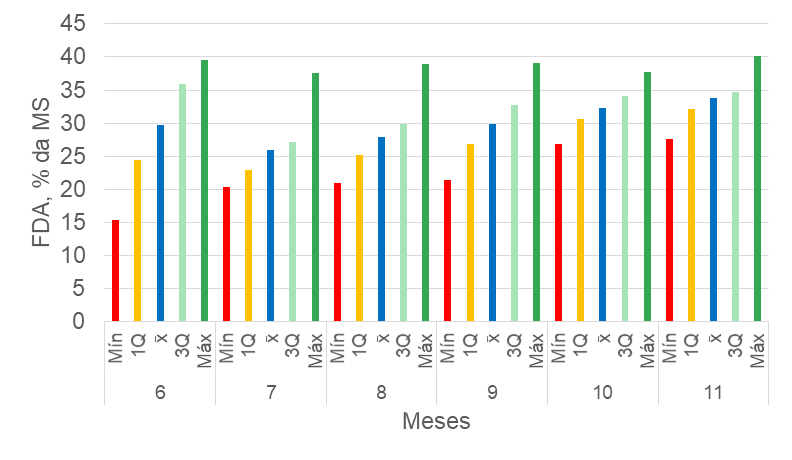 FDA, % da MS
45
40
35
30
25
20
15
10
5
0
Mín 1Q x̄ 3Q Máx Mín 1Q x̄ 3Q Máx Mín 1Q x̄ 3Q Máx Mín 1Q x̄ 3Q Máx Mín 1Q x̄ 3Q Máx Mín 1Q x̄ 3Q Máx
6 7 8 9 10 11
Meses